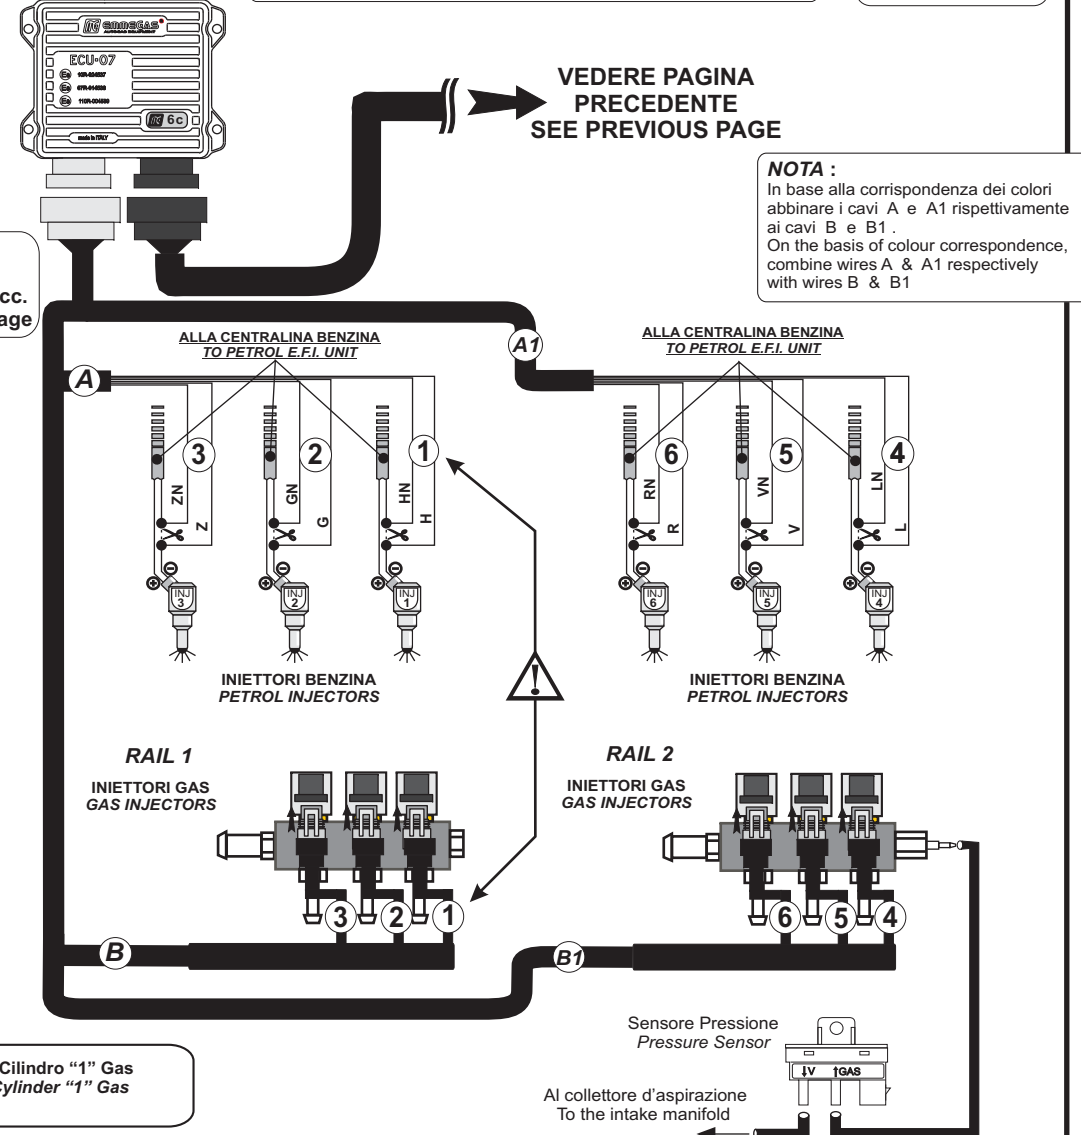 EMMEGAS
AUTOGAS EQUIPMENT
ECU-07
6c
made in ITALY
VEDERE PAGINA
PRECEDENTE
SEE PREVIOUS PAGE
NOTA :
In base alla corrispondenza dei colori
abbinare i cavi A e A1 rispettivamente
ai cavi B e B1 .
On the basis of colour correspondence,
combine wires A & A1 respectively
with wires B & B1
cc.
age
ALLA CENTRALINA BENZINA
TO PETROL E.F.I. UNIT
A1
ALLA CENTRALINA BENZINA
TO PETROL E.F.I. UNIT
A
3
2
1
6
5
4
ZN
Z
GN
G
HN
H
RN
R
VN
V
LN
L
INJ
3
INJ
2
INJ
1
INJ
6
INJ
5
INJ
4
INIETTORI BENZINA
PETROL INJECTORS
INIETTORI BENZINA
PETROL INJECTORS
!
RAIL 1
INIETTORI GAS
GAS INJECTORS
RAIL 2
INIETTORI GAS
GAS INJECTORS
3
2
1
6
5
4
B
B1
Sensore Pressione
Pressure Sensor
↓V ↑GAS
Cilindro “1” Gas
Cylinder “1” Gas
Al collettore d’aspirazione
To the intake manifold